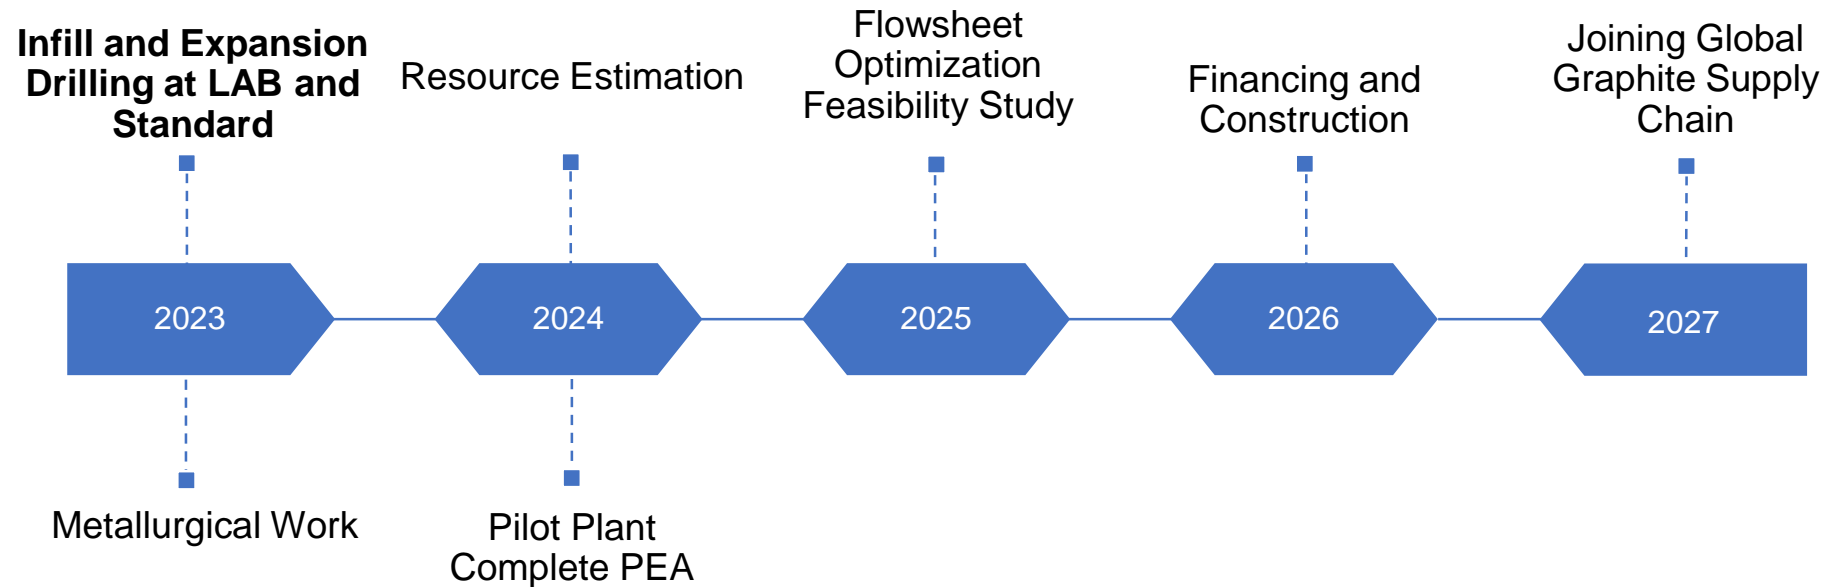 Infill and Expansion
Drilling at LAB and
Standard
Resource Estimation
Flowsheet
Optimization
Feasibility Study
Financing and
Construction
Joining Global
Graphite Supply
Chain
2023
2024
2025
2026
2027
Metallurgical Work
Pilot Plant
Complete PEA